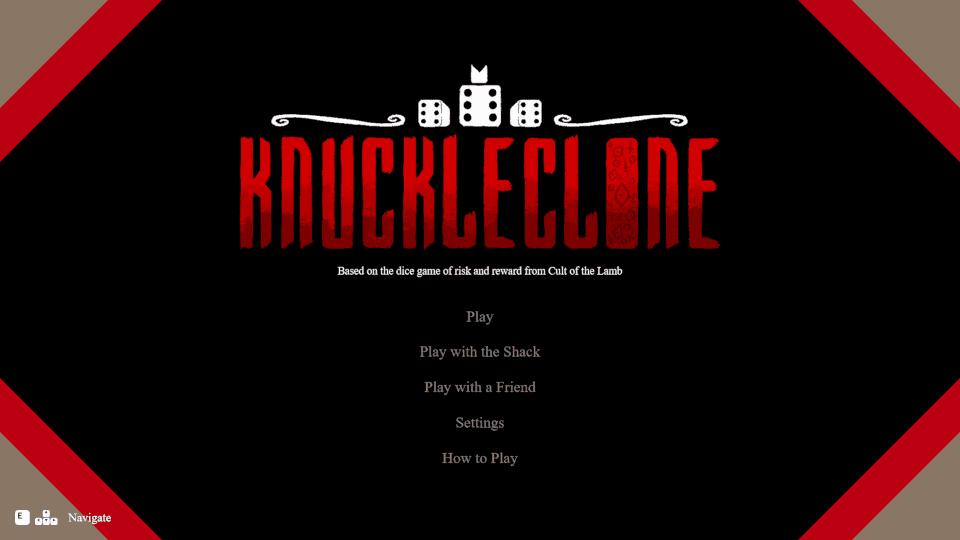 KNUCKLECLONE
Based on the dice game of risk and reward from Cult of the Lamb
Play
Play with the Shack
Play with a Friend
Settings
How to Play
E Navigate